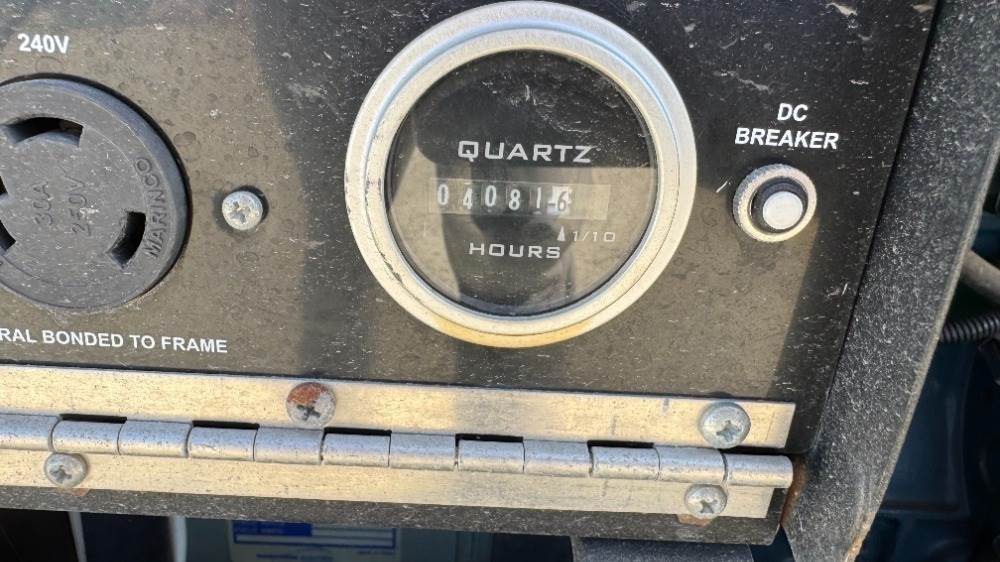 240V
30A
250V
MARINCO
RAL BONDED TO FRAME
QUARTZ
040816
1/10
HOURS
DC
BREAKER